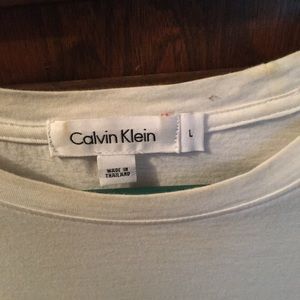 Calvin Klein
L
MADE IN
THAILAND